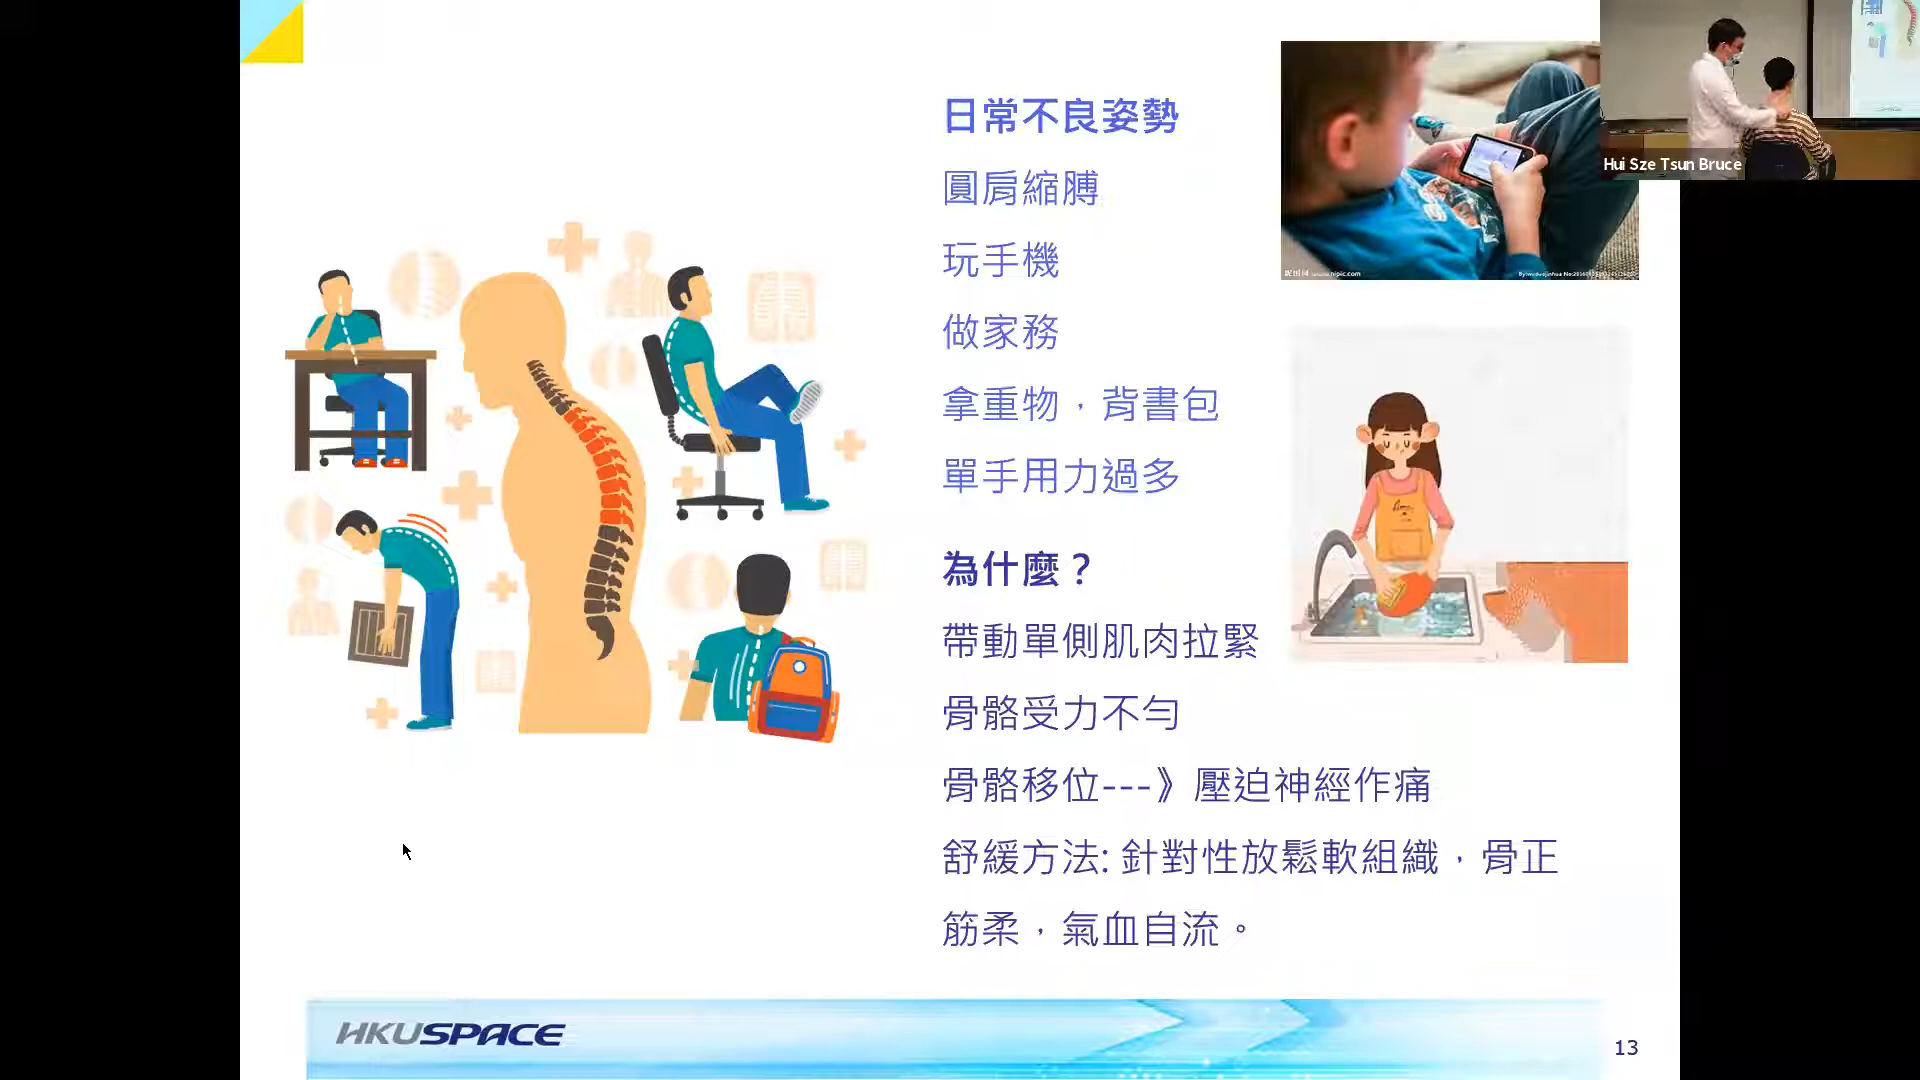 日常不良姿勢
圓肩縮膊
玩手機
做家務
拿重物，背書包
單手用力過多
為什麼？
帶動單側肌肉拉緊
骨骼受力不勻
骨骼移位---》壓迫神經作痛
舒緩方法: 針對性放鬆軟組織，骨正
筋柔，氣血自流。
Hui Sze Tsun Bruce
HKUSPACE
13